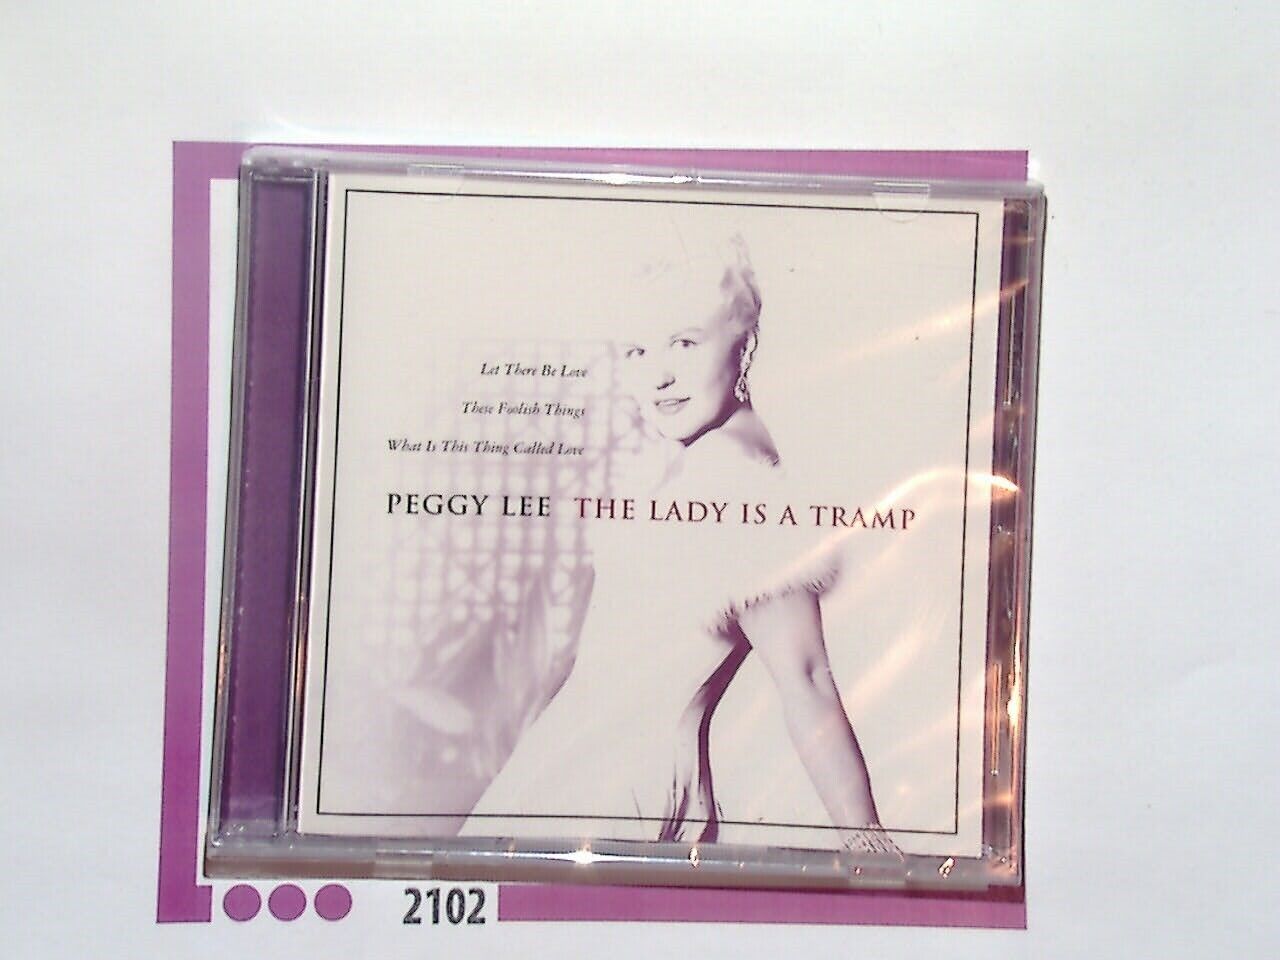 Let There Be Love
These Foolish Things
What Is This Thing Called Love
PEGGY LEE THE LADY IS A TRAMP
2102